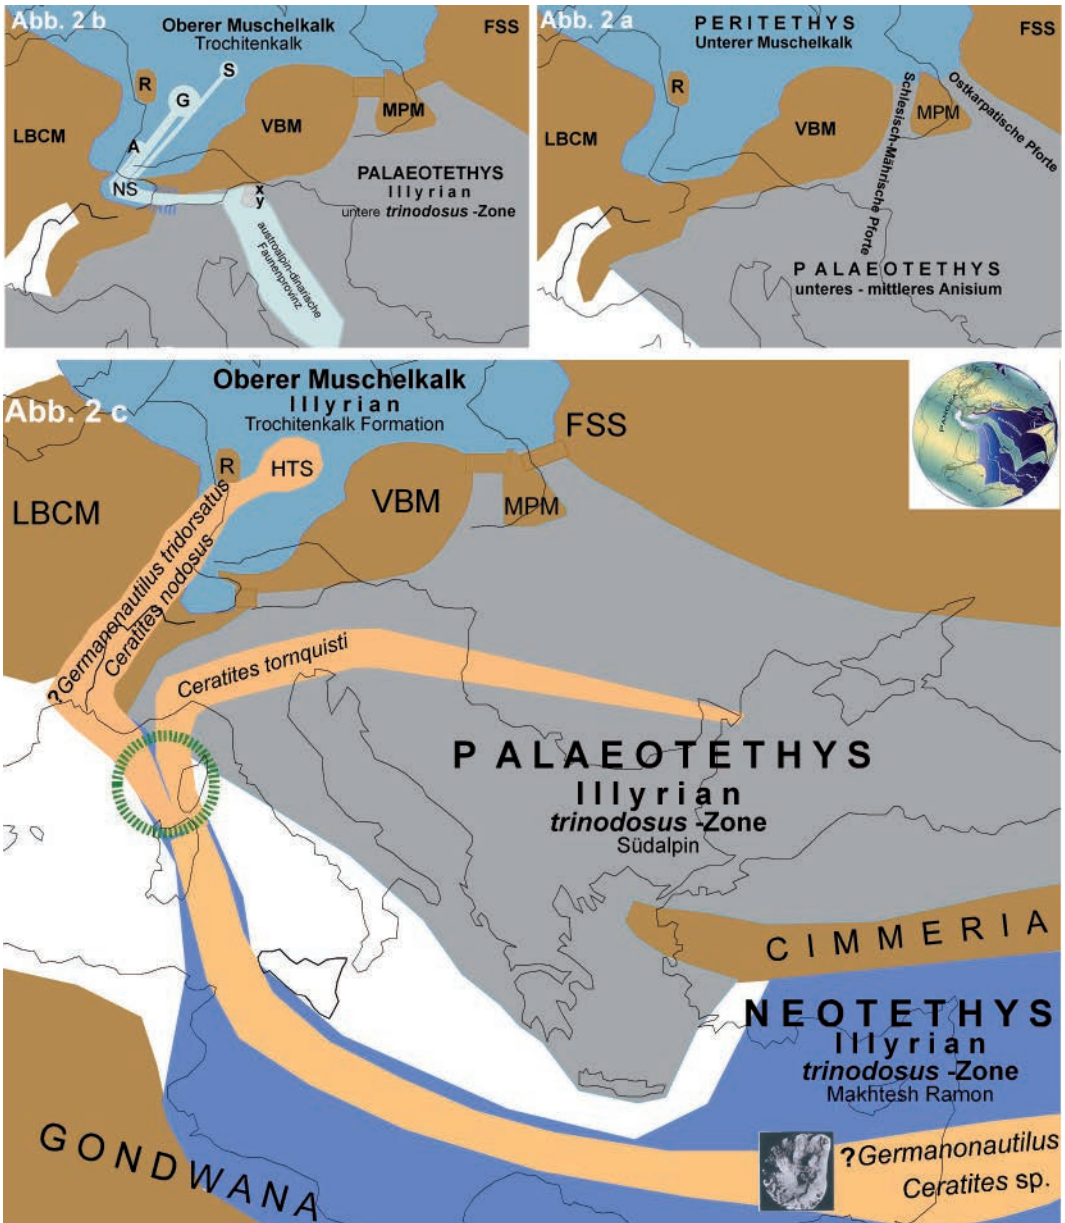 Abb. 2 b
Oberer Muschelkalk
Trochitenkalk
FSS
S
R
G
LBCM
VBM
MPM
A
NS
x
y
PALAEOTETHYS
Illyrian
untere trinodosus -Zone
austroalpin-dinarische
Faunenprovinz
Abb. 2 a
PERITETHYS
Unterer Muschelkalk
FSS
R
LBCM
VBM
MPM
Schlesisch-Mährische Pforte
Ostkarpatische Pforte
PALAEOTETHYS
unteres - mittleres Anisium
Abb. 2 c
Oberer Muschelkalk
Illyrian
Trochitenkalk Formation
FSS
R
HTS
LBCM
VBM
MPM
PANGEA
?Germanonautilus tridorsatus
Ceratites nodosus
Ceratites tornquisti
PALAEOTETHYS
Illyrian
trinodosus -Zone
Südalpin
CIMMERIA
NEOTETHYS
Illyrian
trinodosus -Zone
Makhtesh Ramon
GONDWANA
?Germanonautilus
Ceratites sp.